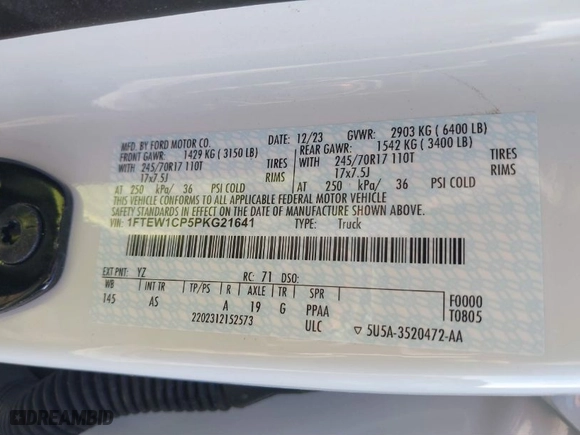 MFD. BY FORD MOTOR CO.
12/23 GVWR: 2903 KG (6400 LB)
FRONT GAWR: 1429 KG (3150 LB) REAR GAWR: 1542 KG (3400 LB)
WITH 245/70R17 110T TIRES WITH 245/70R17 110T TIRES
17x7.5J RIMS 17x7.5J RIMS
AT 250 kPa/ 36 PSI COLD AT 250 kPa/ 36 PSI COLD
THIS VEHICLE CONFORMS TO ALL APPLICABLE FEDERAL MOTOR VEHICLE
SAFETY AND THEFT PREVENTION STANDARDS IN EFFECT ON THE DATE OF MANUFACTURE SHOWN ABOVE.
VIN: 1FTEW1CP5PKG21641 TYPE: Truck
EXT PNT: YZ RC: 71 DSO:
WB INT TR TP/PS R AXLE TR SPR
145 AS A 19 G PPAA
ULC
F0000
T0805
2202312152573
▽ 5U5A-3520472-AA
DREAMBID